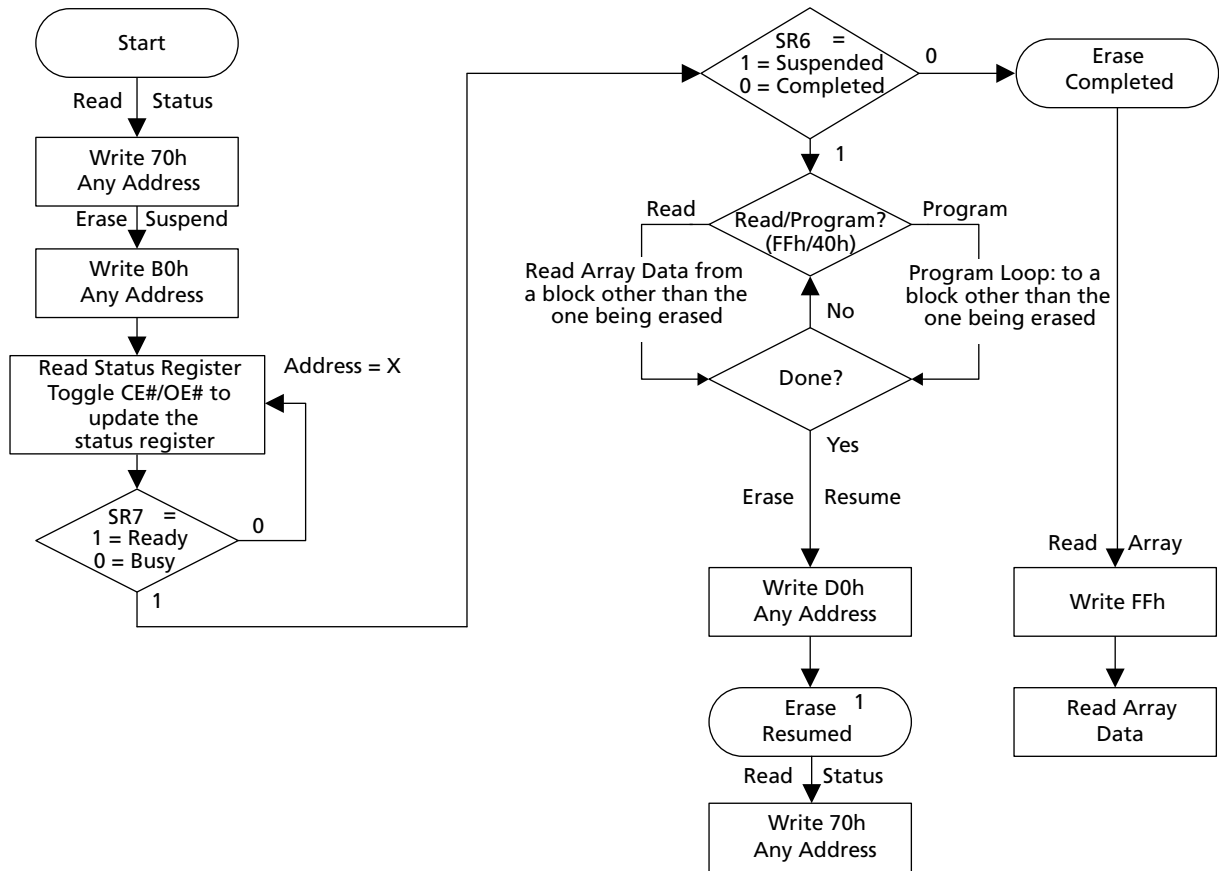 Start
Read Status
Write 70h
Any Address
Erase Suspend
Write B0h
Any Address
Read Status Register
Toggle CE#/OE# to
update the
status register
Address = X
SR7 =
1 = Ready
0 = Busy
0
1
SR6 =
1 = Suspended
0 = Completed
0
1
Erase
Completed
Read/Program?
(FFh/40h)
Read
Program
Read Array Data from
a block other than the
one being erased
Program Loop: to a
block other than the
one being erased
No
Done?
Yes
Erase Resume
Write D0h
Any Address
Erase 1
Resumed
Read Status
Write 70h
Any Address
Read Array
Write FFh
Read Array
Data